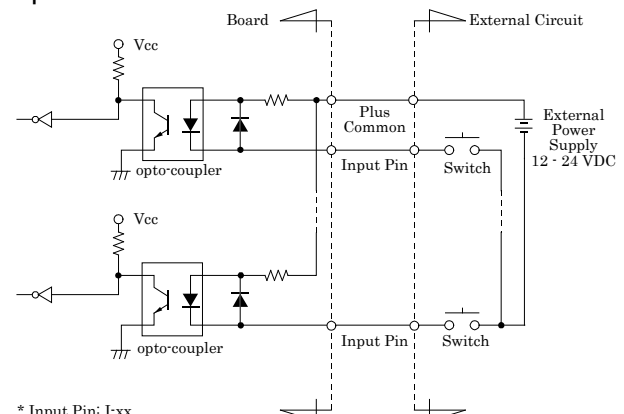 Board
External Circuit
Vcc
Plus
Common
External
Power
Supply
12 - 24 VDC
Input Pin
Switch
opto-coupler
Vcc
Input Pin
Switch
opto-coupler
* Input Pin: I-xx